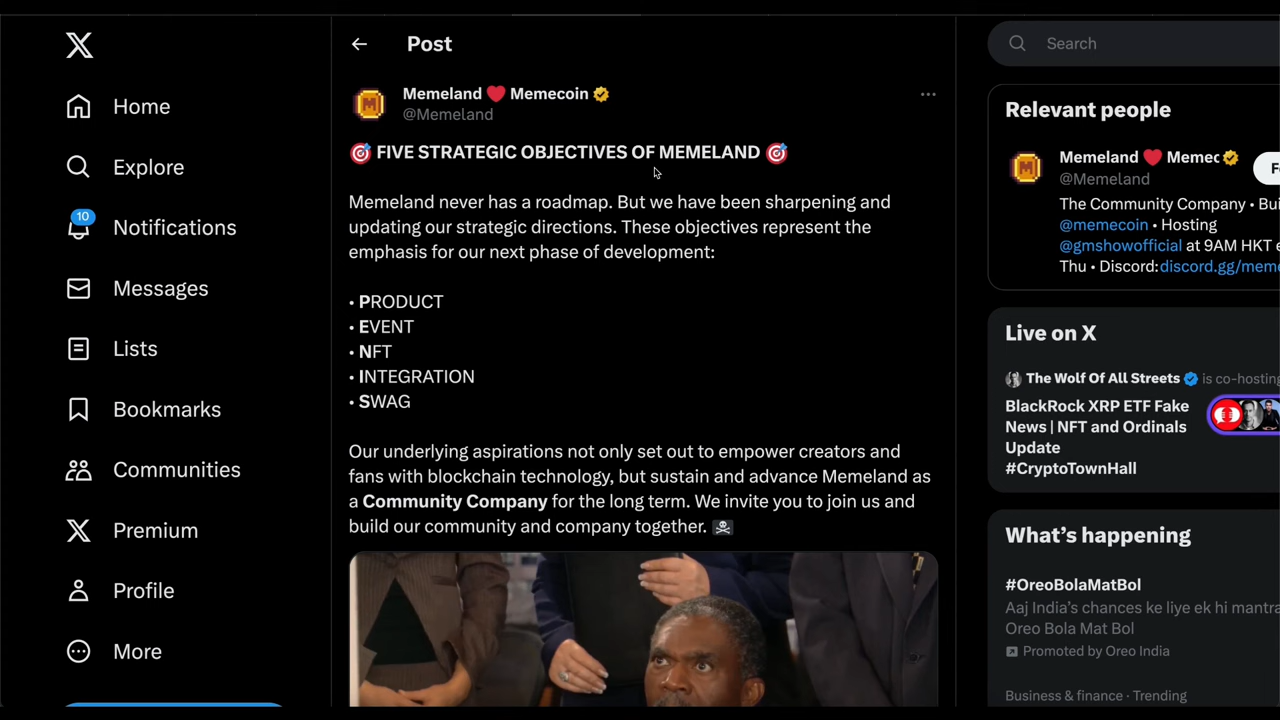 Home
Explore
10
Notifications
Messages
Lists
Bookmarks
Communities
Premium
Profile
More
Post
Memeland ❤️ Memecoin
@Memeland
🎯 FIVE STRATEGIC OBJECTIVES OF MEMELAND 🎯
Memeland never has a roadmap. But we have been sharpening and
updating our strategic directions. These objectives represent the
emphasis for our next phase of development:
• PRODUCT
• EVENT
• NFT
• INTEGRATION
• SWAG
Our underlying aspirations not only set out to empower creators and
fans with blockchain technology, but sustain and advance Memeland as
a Community Company for the long term. We invite you to join us and
build our community and company together. ☠️
Search
Relevant people
Memeland ❤️ Memec
@Memeland
The Community Company • Bui
@memecoin • Hosting
@gmshowofficial at 9AM HKT e
Thu • Discord:discord.gg/mem
Live on X
The Wolf Of All Streets is co-hosting
BlackRock XRP ETF Fake
News | NFT and Ordinals
Update
#CryptoTownHall
What's happening
#OreoBolaMatBol
Aaj India's chances ke liye ek hi mantra
Oreo Bola Mat Bol
Promoted by Oreo India
Business & finance · Trending